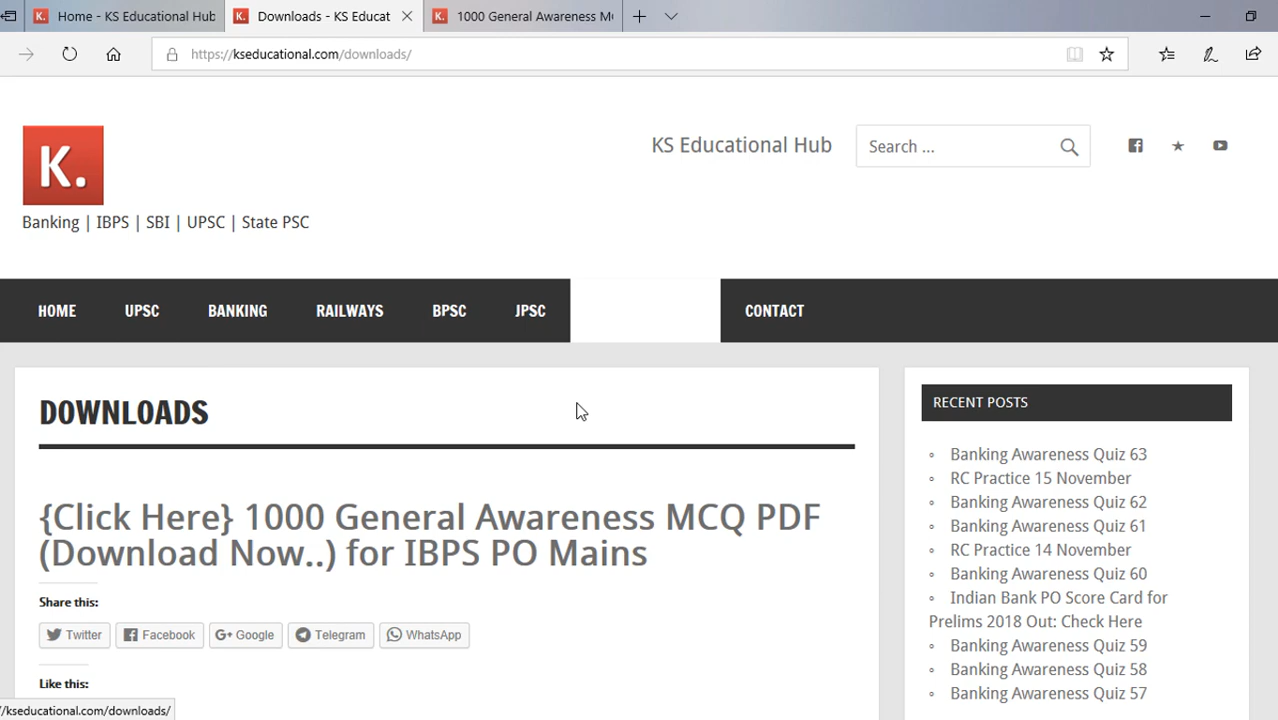 Home - KS Educational Hub
Downloads - KS Educat
1000 General Awareness M
https://kseducational.com/downloads/
K.
KS Educational Hub
Search ...
Banking | IBPS | SBI | UPSC | State PSC
HOME
UPSC
BANKING
RAILWAYS
BPSC
JPSC
CONTACT
DOWNLOADS
{Click Here} 1000 General Awareness MCQ PDF
(Download Now..) for IBPS PO Mains
Share this:
Twitter
Facebook
Google
Telegram
WhatsApp
Like this:
RECENT POSTS
Banking Awareness Quiz 63
RC Practice 15 November
Banking Awareness Quiz 62
Banking Awareness Quiz 61
RC Practice 14 November
Banking Awareness Quiz 60
Indian Bank PO Score Card for
Prelims 2018 Out: Check Here
Banking Awareness Quiz 59
Banking Awareness Quiz 58
Banking Awareness Quiz 57
/kseducational.com/downloads/